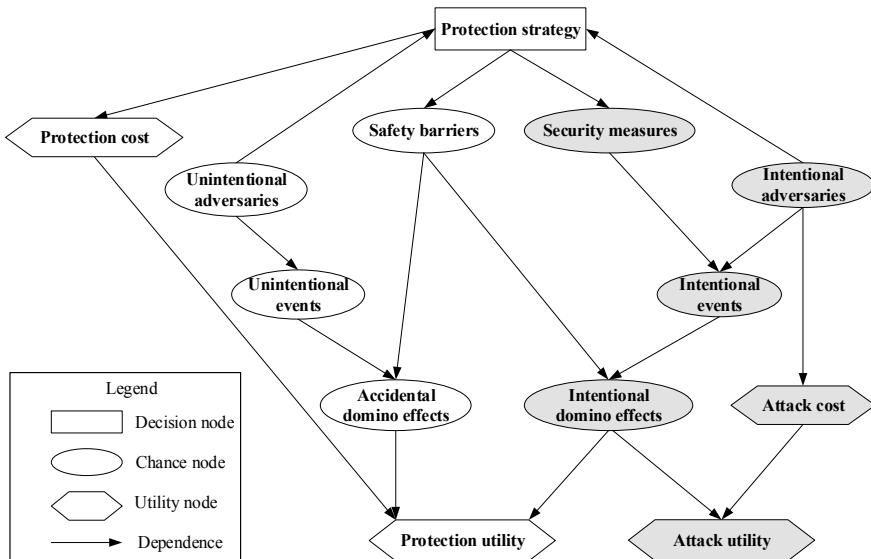 Protection strategy
Protection cost
Safety barriers
Security measures
Unintentional
adversaries
Intentional
adversaries
Unintentional
events
Intentional
events
Accidental
domino effects
Intentional
domino effects
Attack cost
Protection utility
Attack utility
Legend
Decision node
Chance node
Utility node
Dependence